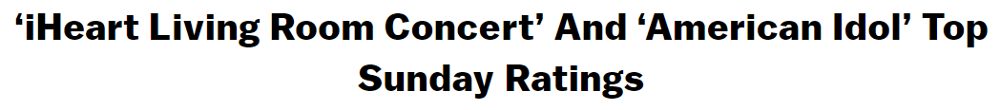 ‘iHeart Living Room Concert’ And ‘American Idol’ Top
Sunday Ratings